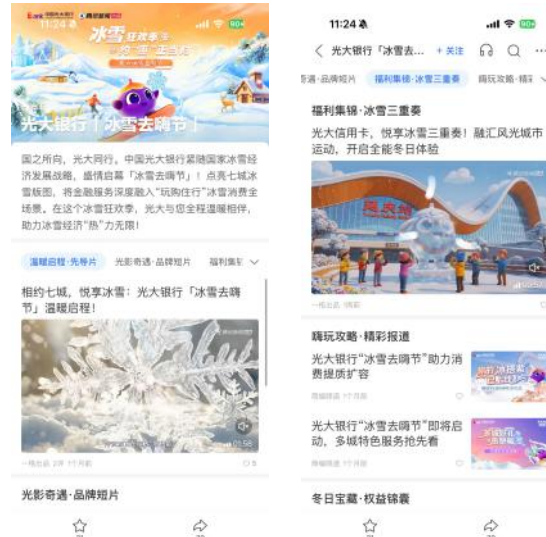 11:24
90+
冰雪狂欢季
光大银行「冰雪去嗨节」
国之所向，光大同行。中国光大银行紧随国家冰雪经
济发展战略，盛情启幕「冰雪去嗨节」！点亮七城冰
雪版图，将金融服务深度融入“玩购住行”冰雪消费全
场景。在这个冰雪狂欢季，光大与您全程温暖相伴，
助力冰雪经济“热”力无限！
温暖启程·先导片
光影奇遇·品牌短片
福利集
相约七城，悦享冰雪：光大银行「冰雪去嗨
节」温暖启程！
01:58
光影奇遇·品牌短片
11:24
90+
光大银行「冰雪去...
+ 关注
遇·品牌短片
福利集锦·冰雪三重奏
嗨玩攻略·精
福利集锦·冰雪三重奏
光大信用卡，悦享冰雪三重奏！融汇风光城市
运动，开启全能冬日体验
嗨玩攻略·精彩报道
光大银行“冰雪去嗨节”助力消
费提质扩容
光大银行“冰雪去嗨节”即将启
动，多城特色服务抢先看
冬日宝藏·权益锦囊